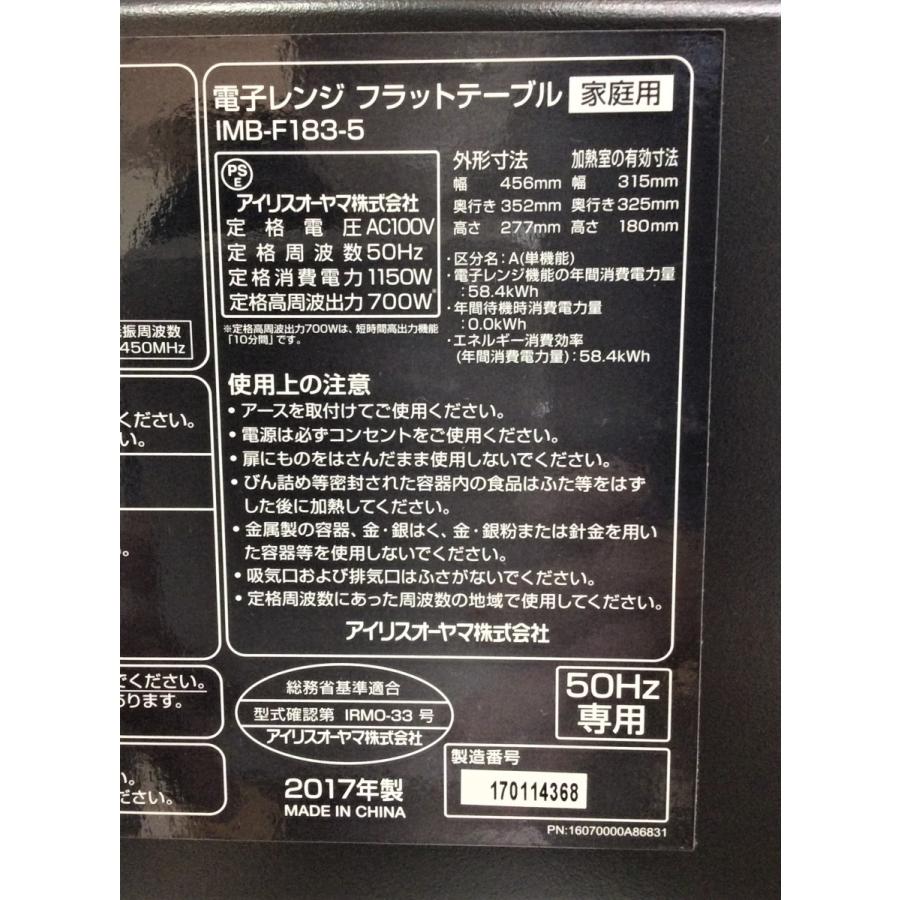 電子レンジ フラットテーブル 家庭用
IMB-F183-5
PS
E
アイリスオーヤマ株式会社
定格電圧 AC100V
定格周波数 50Hz
定格消費電力 1150W
定格高周波出力 700W※
※定格高周波出力700Wは、短時間高出力機能
「10分間」です。
外形寸法
幅 456mm
奥行き 352mm
高さ 277mm
加熱室の有効寸法
幅 315mm
奥行き 325mm
高さ 180mm
・区分名：A(単機能)
・電子レンジ機能の年間消費電力量
：58.4kWh
・年間待機時消費電力量
：0.0kWh
・エネルギー消費効率
(年間消費電力量)：58.4kWh
使用上の注意
・アースを取付けてご使用ください。
・電源は必ずコンセントをご使用ください。
・扉にものをはさんだまま使用しないでください。
・びん詰め等密封された容器内の食品はふた等をはず
した後に加熱してください。
・金属製の容器、金・銀はく、金・銀粉または針金を用い
た容器等を使用しないでください。
・吸気口および排気口はふさがないでください。
・定格周波数にあった周波数の地域で使用してください。
アイリスオーヤマ株式会社
総務省基準適合
型式確認第 IRMO-33 号
アイリスオーヤマ株式会社
50Hz
専用
2017年製
MADE IN CHINA
製造番号
170114368
PN:16070000A86831
振周波数
450MHz
ください。
い。
でください。
あります。
い。
ださい。